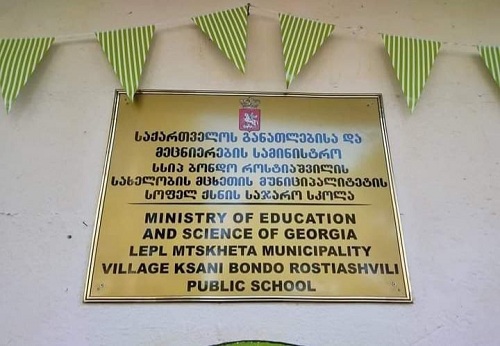 საქართველოს განათლებისა და
მეცნიერების სამინისტრო
სსიპ ბონდო როსტიაშვილის
სახელობის მცხეთის მუნიციპალიტეტის
სოფელ ქსნის საჯარო სკოლა
MINISTRY OF EDUCATION
AND SCIENCE OF GEORGIA
LEPL MTSKHETA MUNICIPALITY
VILLAGE KSANI BONDO ROSTIASHVILI
PUBLIC SCHOOL